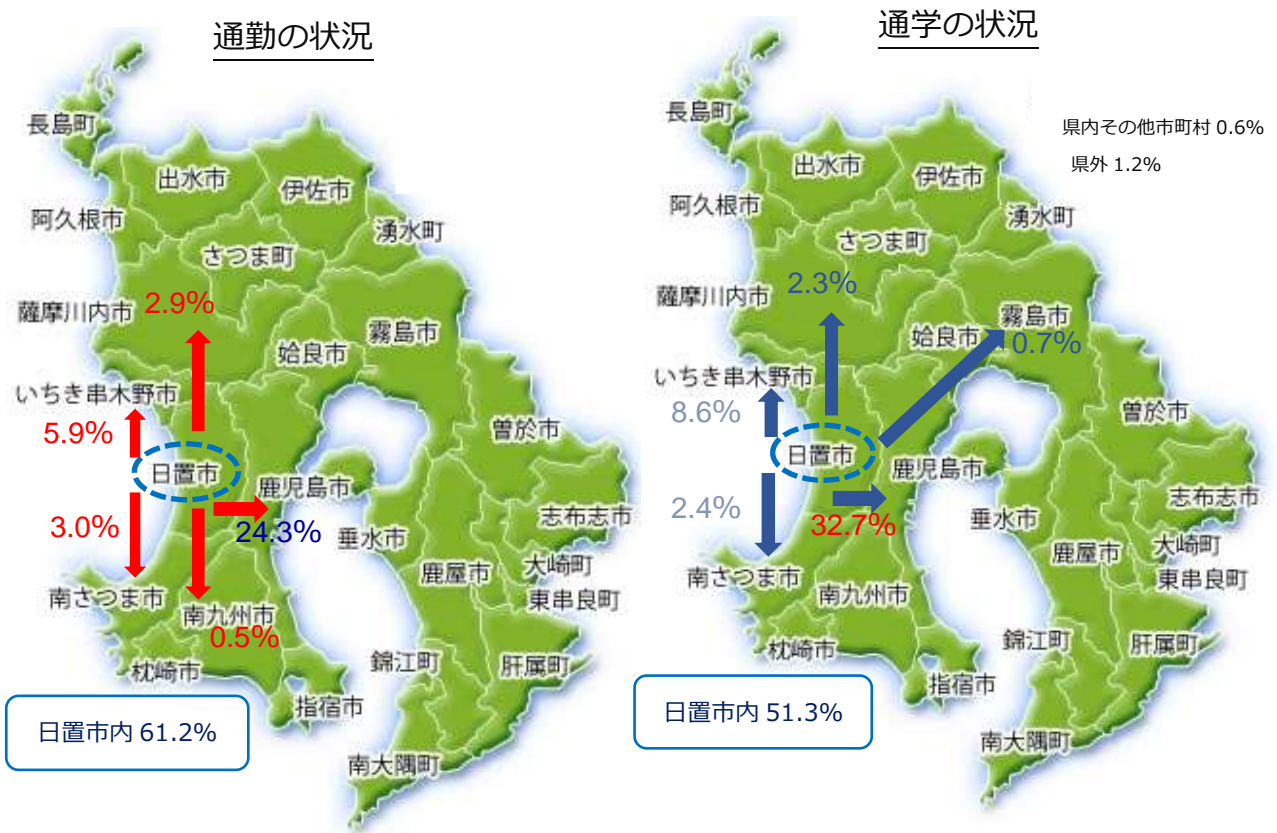 通勤の状況
長島町
出水市
伊佐市
阿久根市
湧水町
さつま町
薩摩川内市
2.9%
霧島市
姶良市
いちき串木野市
5.9%
曽於市
日置市
鹿児島市
3.0%
24.3%
志布志市
垂水市
大崎町
鹿屋市
東串良町
南さつま市
南九州市
0.5%
錦江町
肝属町
枕崎市
指宿市
日置市内 61.2%
南大隅町
通学の状況
県内その他市町村 0.6%
県外 1.2%
長島町
出水市
伊佐市
阿久根市
湧水町
さつま町
薩摩川内市
2.3%
霧島市
0.7%
姶良市
いちき串木野市
8.6%
曽於市
日置市
鹿児島市
2.4%
32.7%
志布志市
垂水市
大崎町
鹿屋市
東串良町
南さつま市
南九州市
錦江町
肝属町
枕崎市
指宿市
日置市内 51.3%
南大隅町